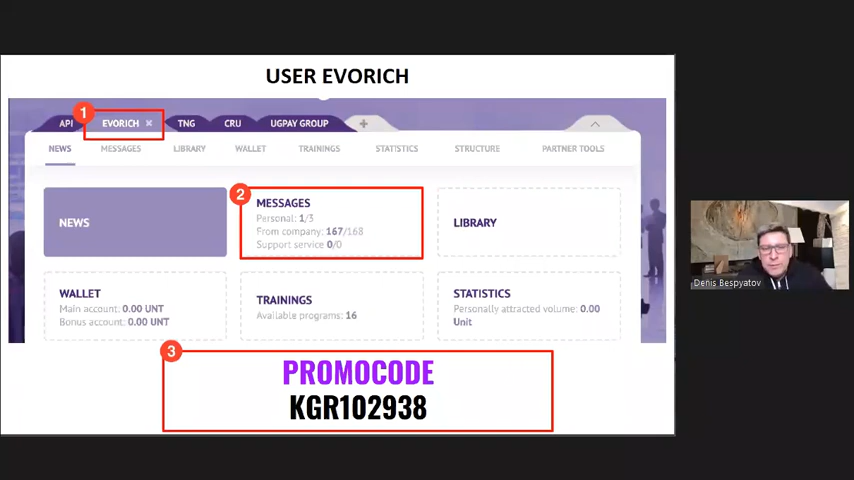 USER EVORICH
1
API EVORICH × TNG CRU UGPAY GROUP +
NEWS MESSAGES LIBRARY WALLET TRAININGS STATISTICS STRUCTURE PARTNER TOOLS
NEWS
2
MESSAGES
Personal: 1/3
From company: 167/168
Support service 0/0
LIBRARY
WALLET
Main account: 0.00 UNT
Bonus account: 0.00 UNT
TRAININGS
Available programs: 16
STATISTICS
Personally attracted volume: 0.00
Unit
3
PROMOCODE
KGR102938
Denis Bespyatov